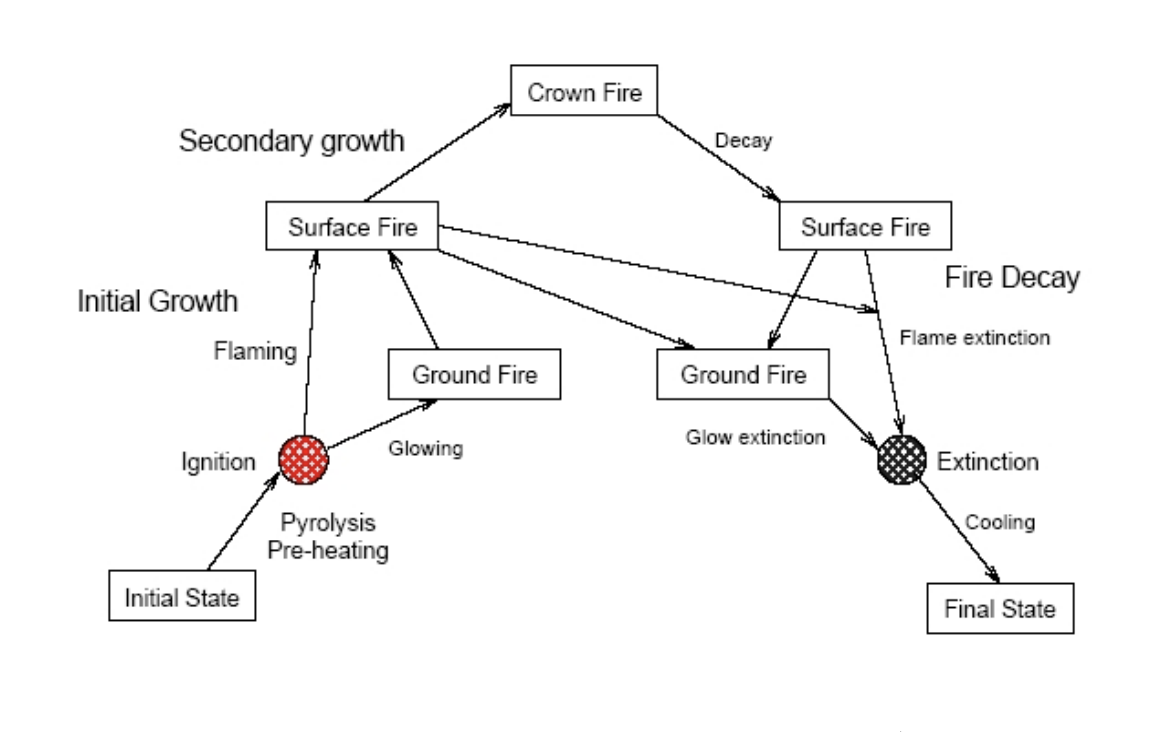 Crown Fire
Secondary growth
Decay
Surface Fire
Surface Fire
Fire Decay
Initial Growth
Flaming
Flame extinction
Ground Fire
Ground Fire
Glowing
Glow extinction
Ignition
Extinction
Pyrolysis
Pre-heating
Cooling
Initial State
Final State